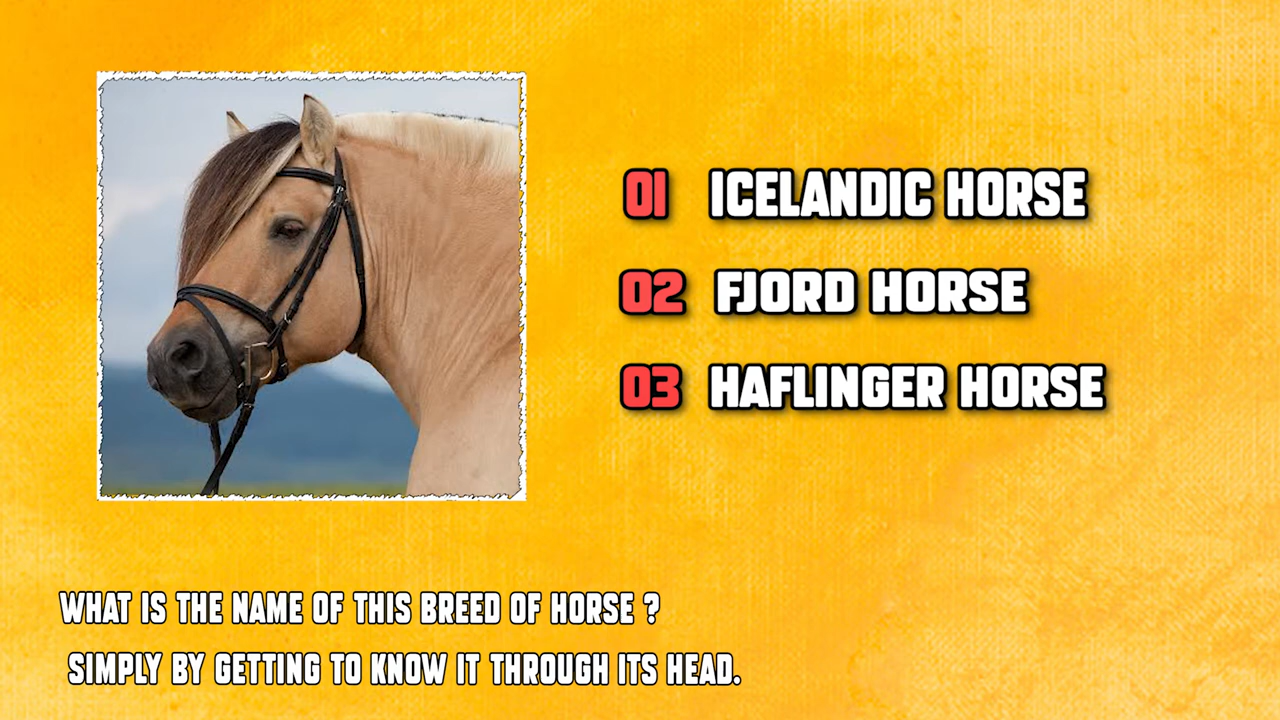 01 ICELANDIC HORSE
02 FJORD HORSE
03 HAFLINGER HORSE
WHAT IS THE NAME OF THIS BREED OF HORSE ?
SIMPLY BY GETTING TO KNOW IT THROUGH ITS HEAD.